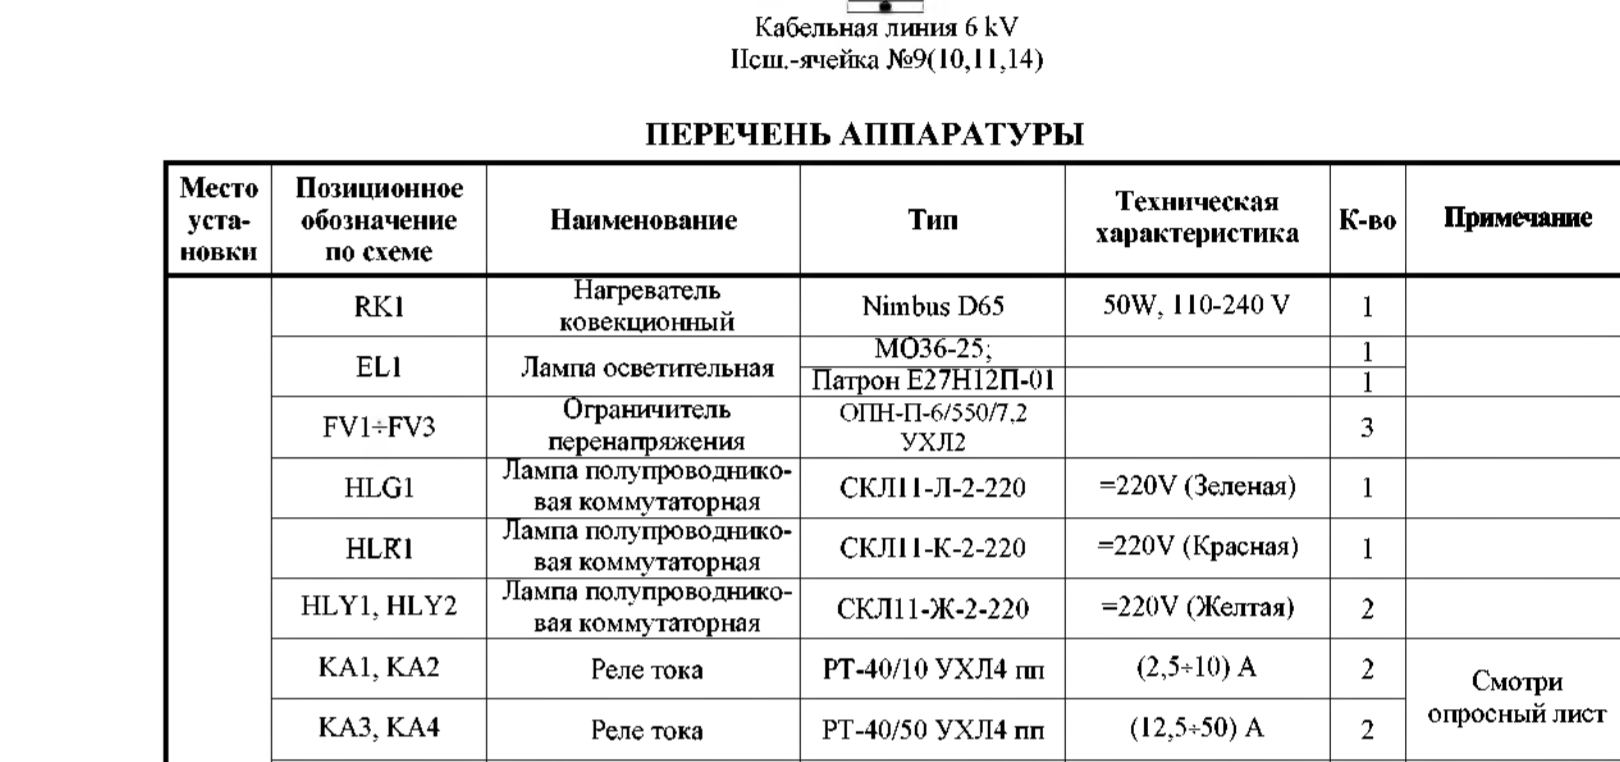 Кабельная линия 6 kV
Псш.-ячейка №9(10,11,14)
ПЕРЕЧЕНЬ АППАРАТУРЫ
Место уста- новки
Позиционное обозначение по схеме
Наименование
Тип
Техническая характеристика
К-во
Примечание
RK1
Нагреватель
ковекционный
Nimbus D65
50W, 110-240 V
1
EL1
Лампа осветительная
МО36-25;
1
Патрон Е27Н12П-01
1
FV1÷FV3
Ограничитель
перенапряжения
ОПН-П-6/550/7,2
УХЛ2
3
HLG1
Лампа полупроводнико-
вая коммутаторная
СКЛ11-Л-2-220
=220V (Зеленая)
1
HLR1
Лампа полупроводнико-
вая коммутаторная
СКЛ11-К-2-220
=220V (Красная)
1
HLY1, HLY2
Лампа полупроводнико-
вая коммутаторная
СКЛ11-Ж-2-220
=220V (Желтая)
2
KA1, KA2
Реле тока
РТ-40/10 УХЛ4 пп
(2,5÷10) А
2
Смотри
опросный лист
KA3, KA4
Реле тока
РТ-40/50 УХЛ4 пп
(12,5÷50) А
2